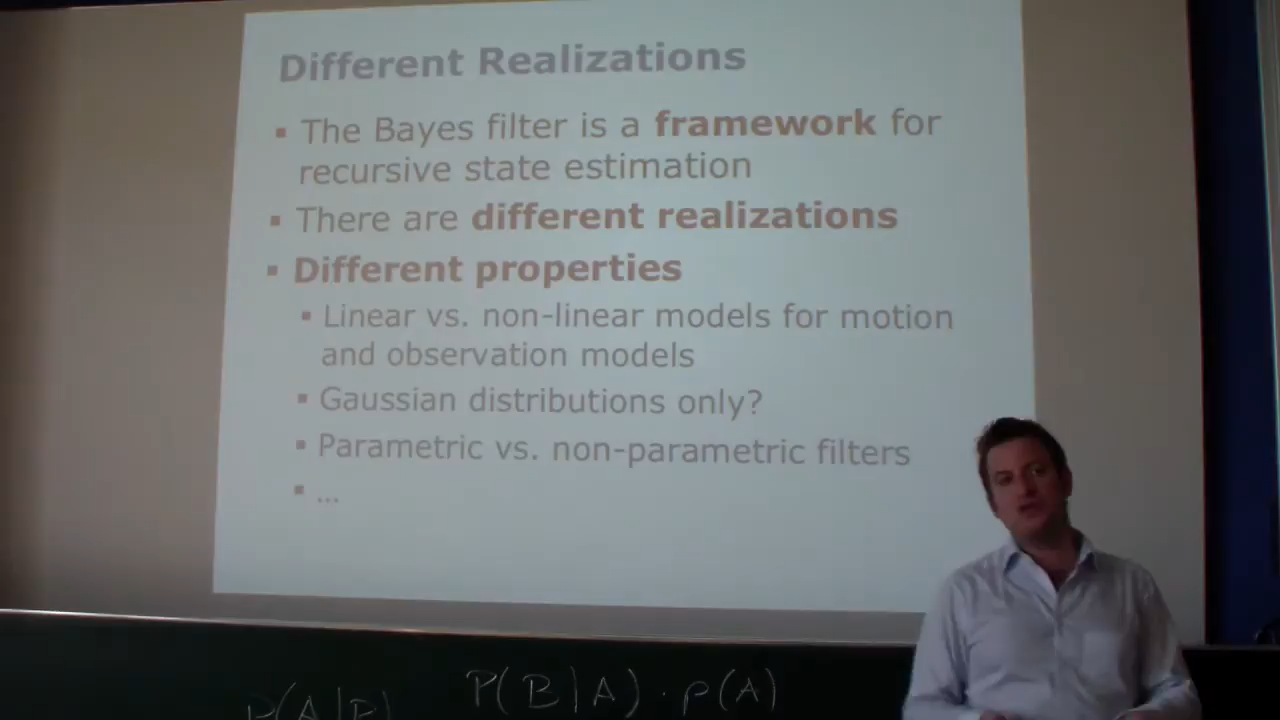 Different Realizations
▪ The Bayes filter is a framework for
recursive state estimation
▪ There are different realizations
▪ Different properties
▪ Linear vs. non-linear models for motion
and observation models
▪ Gaussian distributions only?
▪ Parametric vs. non-parametric filters
▪ ...
P(B|A) · p(A)